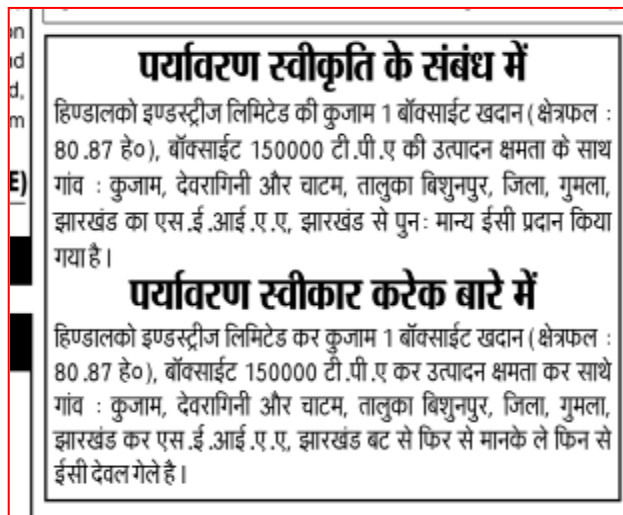 on
nd
d,
m
E)
पर्यावरण स्वीकृति के संबंध में
हिण्डालको इण्डस्ट्रीज लिमिटेड की कुजाम 1 बॉक्साईट खदान (क्षेत्रफल :
80.87 हे०), बॉक्साईट 150000 टी.पी.ए की उत्पादन क्षमता के साथ
गांव : कुजाम, देवरागिनी और चाटम, तालुका बिशुनपुर, जिला, गुमला,
झारखंड का एस.ई.आई.ए.ए, झारखंड से पुनः मान्य ईसी प्रदान किया
गया है।
पर्यावरण स्वीकार करेक बारे में
हिण्डालको इण्डस्ट्रीज लिमिटेड कर कुजाम 1 बॉक्साईट खदान (क्षेत्रफल :
80.87 हे०), बॉक्साईट 150000 टी.पी.ए कर उत्पादन क्षमता कर साथे
गांव : कुजाम, देवरागिनी और चाटम, तालुका बिशुनपुर, जिला, गुमला,
झारखंड कर एस.ई.आई.ए.ए, झारखंड बट से फिर से मानके ले फिन से
ईसी देवल गेले है।